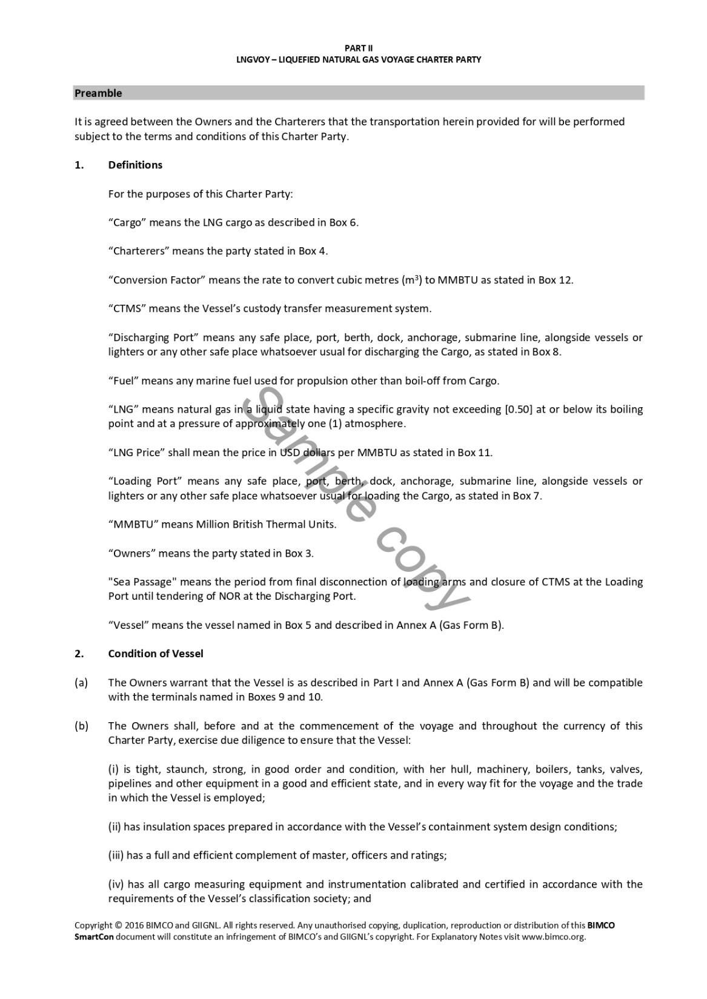 PART II
LNGVOY – LIQUEFIED NATURAL GAS VOYAGE CHARTER PARTY
Preamble
It is agreed between the Owners and the Charterers that the transportation herein provided for will be performed
subject to the terms and conditions of this Charter Party.
1. Definitions
For the purposes of this Charter Party:
“Cargo” means the LNG cargo as described in Box 6.
“Charterers” means the party stated in Box 4.
“Conversion Factor” means the rate to convert cubic metres (m³) to MMBTU as stated in Box 12.
“CTMS” means the Vessel’s custody transfer measurement system.
“Discharging Port” means any safe place, port, berth, dock, anchorage, submarine line, alongside vessels or
lighters or any other safe place whatsoever usual for discharging the Cargo, as stated in Box 8.
“Fuel” means any marine fuel used for propulsion other than boil-off from Cargo.
“LNG” means natural gas in a liquid state having a specific gravity not exceeding [0.50] at or below its boiling
point and at a pressure of approximately one (1) atmosphere.
“LNG Price” shall mean the price in USD dollars per MMBTU as stated in Box 11.
“Loading Port” means any safe place, port, berth, dock, anchorage, submarine line, alongside vessels or
lighters or any other safe place whatsoever usual for loading the Cargo, as stated in Box 7.
“MMBTU” means Million British Thermal Units.
“Owners” means the party stated in Box 3.
"Sea Passage" means the period from final disconnection of loading arms and closure of CTMS at the Loading
Port until tendering of NOR at the Discharging Port.
“Vessel” means the vessel named in Box 5 and described in Annex A (Gas Form B).
2. Condition of Vessel
(a) The Owners warrant that the Vessel is as described in Part I and Annex A (Gas Form B) and will be compatible
with the terminals named in Boxes 9 and 10.
(b) The Owners shall, before and at the commencement of the voyage and throughout the currency of this
Charter Party, exercise due diligence to ensure that the Vessel:
(i) is tight, staunch, strong, in good order and condition, with her hull, machinery, boilers, tanks, valves,
pipelines and other equipment in a good and efficient state, and in every way fit for the voyage and the trade
in which the Vessel is employed;
(ii) has insulation spaces prepared in accordance with the Vessel’s containment system design conditions;
(iii) has a full and efficient complement of master, officers and ratings;
(iv) has all cargo measuring equipment and instrumentation calibrated and certified in accordance with the
requirements of the Vessel’s classification society; and
Copyright © 2016 BIMCO and GIIGNL. All rights reserved. Any unauthorised copying, duplication, reproduction or distribution of this BIMCO
SmartCon document will constitute an infringement of BIMCO’s and GIIGNL’s copyright. For Explanatory Notes visit www.bimco.org.
Sample copy